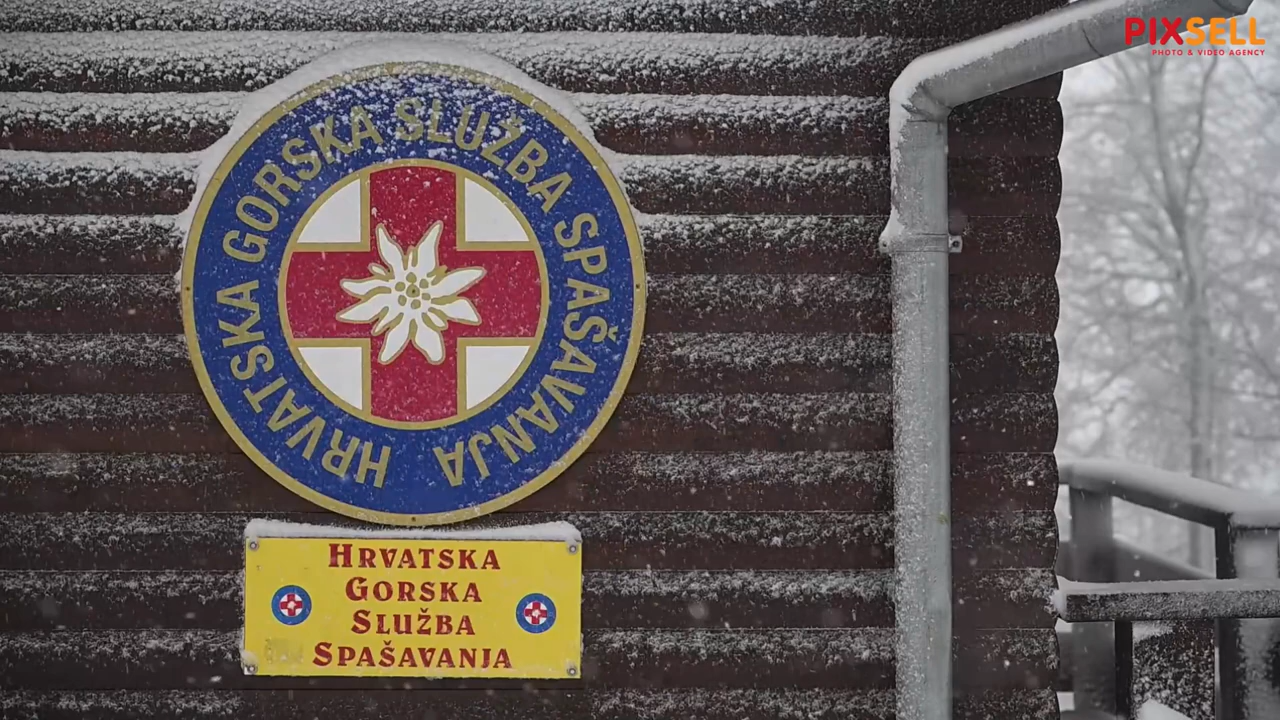 PIXSELL
PHOTO & VIDEO AGENCY
HRVATSKA GORSKA SLUŽBA SPAŠAVANJA
HRVATSKA
GORSKA
SLUŽBA
SPAŠAVANJA